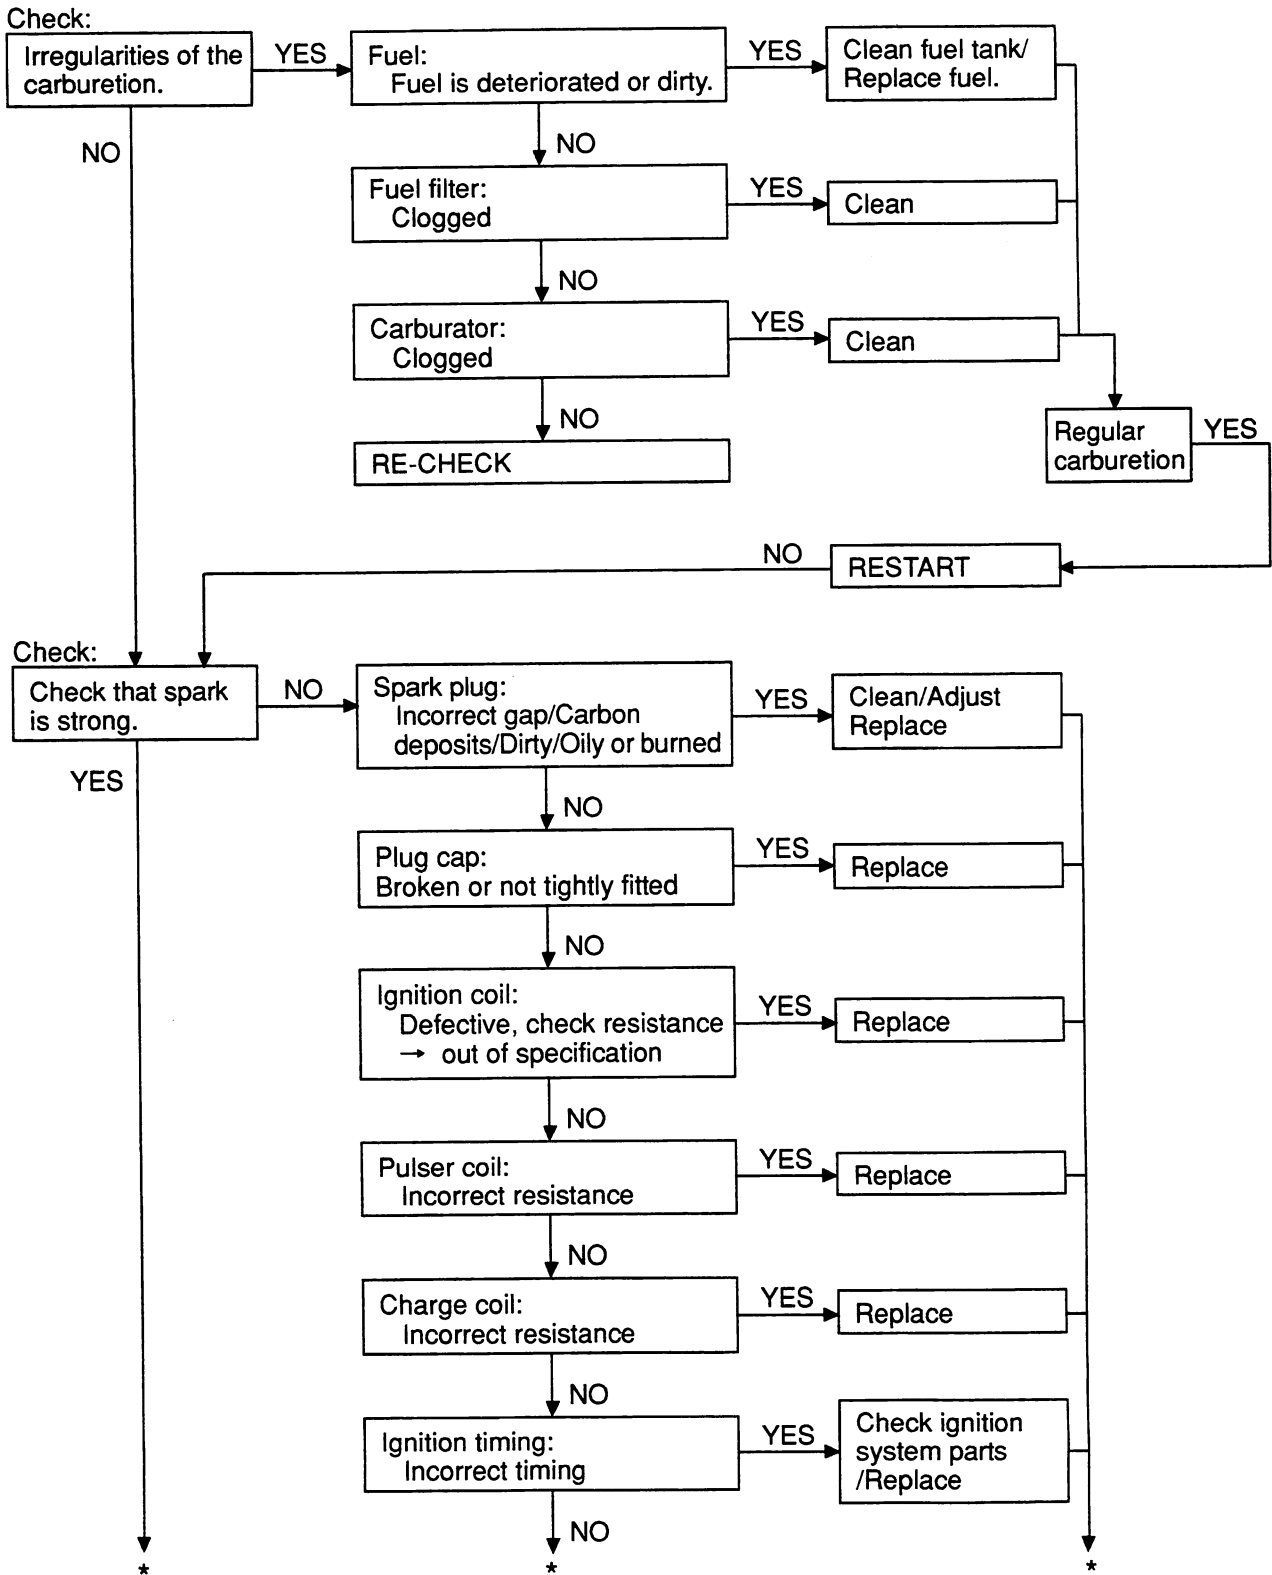 Check:
Irregularities of the
carburetion.
YES
Fuel:
Fuel is deteriorated or dirty.
YES
Clean fuel tank/
Replace fuel.
NO
NO
Fuel filter:
Clogged
YES
Clean
NO
Carburator:
Clogged
YES
Clean
NO
RE-CHECK
Regular
carburetion
YES
RESTART
NO
Check:
Check that spark
is strong.
NO
Spark plug:
Incorrect gap/Carbon
deposits/Dirty/Oily or burned
YES
Clean/Adjust
Replace
YES
NO
Plug cap:
Broken or not tightly fitted
YES
Replace
NO
Ignition coil:
Defective, check resistance
→ out of specification
YES
Replace
NO
Pulser coil:
Incorrect resistance
YES
Replace
NO
Charge coil:
Incorrect resistance
YES
Replace
NO
Ignition timing:
Incorrect timing
YES
Check ignition
system parts
/Replace
NO
*
*
*